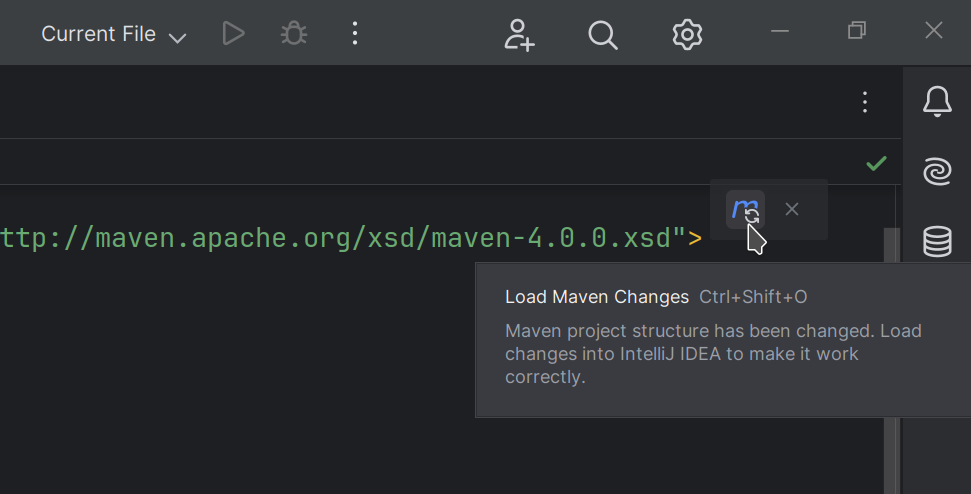 Current File
ttp://maven.apache.org/xsd/maven-4.0.0.xsd">
m
Load Maven Changes Ctrl+Shift+O
Maven project structure has been changed. Load
changes into IntelliJ IDEA to make it work
correctly.